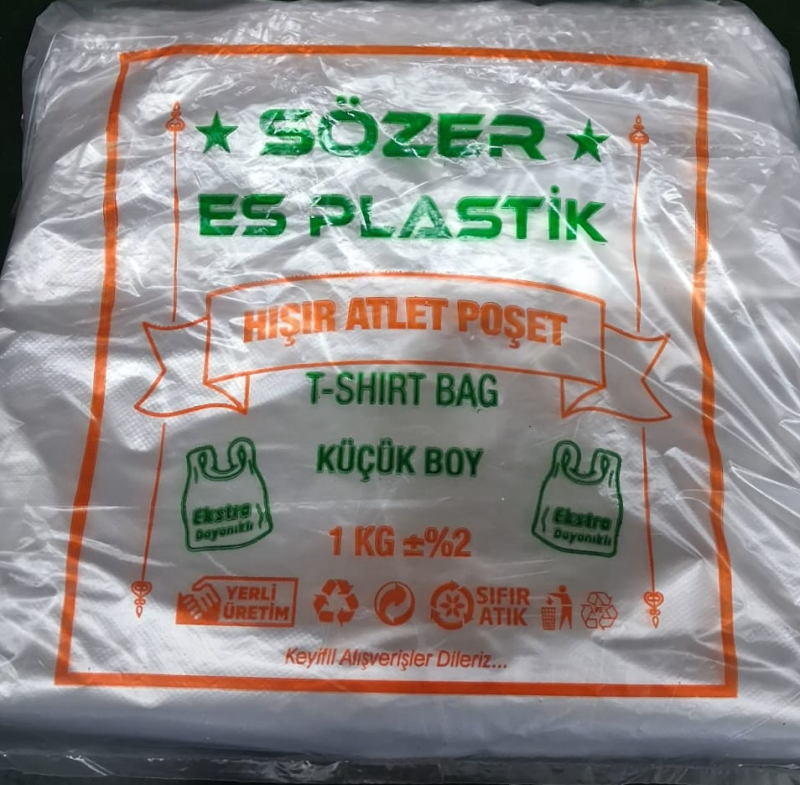 SÖZER
ES PLASTİK
HIŞIR ATLET POŞET
T-SHIRT BAG
KÜÇÜK BOY
Ekstra
Dayanıklı
Ekstra
Dayanıklı
1 KG ±%2
YERLİ
ÜRETİM
SIFIR
ATIK
Keyifli Alışverişler Dileriz...